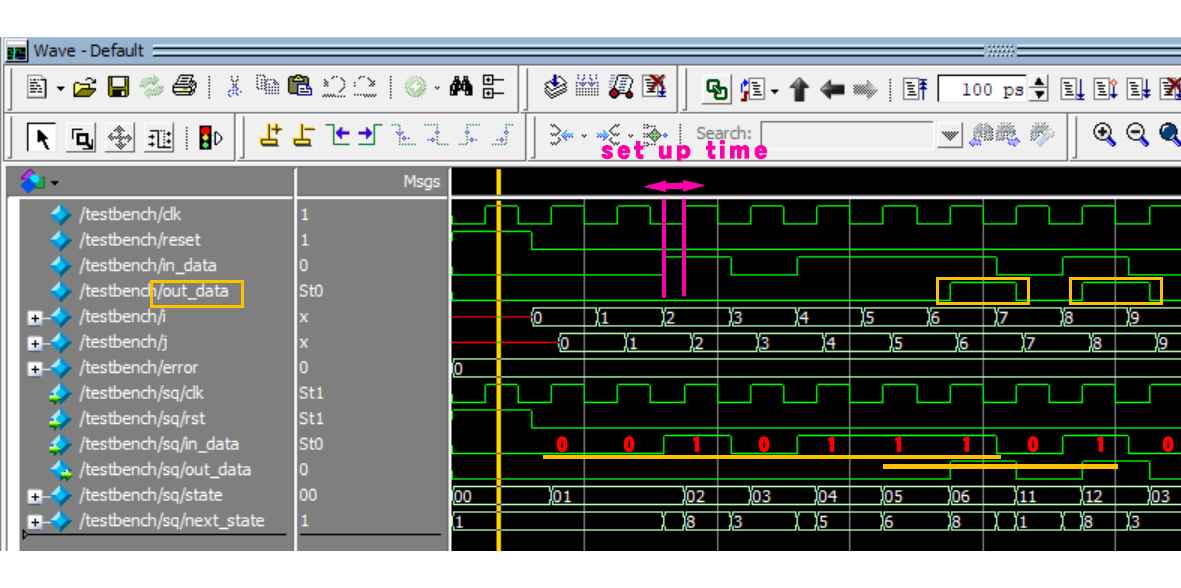 Wave - Default
100 ps
Search:
set up time
Msgs
/testbench/clk 1
/testbench/reset 1
/testbench/in_data 0
/testbench/out_data St0
/testbench/i x 0 1 2 3 4 5 6 7 8 9
/testbench/j x 0 1 2 3 4 5 6 7 8 9
/testbench/error 0 0
/testbench/sq/clk St1
/testbench/sq/rst St1
/testbench/sq/in_data St0 0 0 1 0 1 1 1 0 1 0
/testbench/sq/out_data 0
/testbench/sq/state 00 00 01 02 03 04 05 06 11 12 03
/testbench/sq/next_state 1 1 8 3 5 6 8 1 8 3